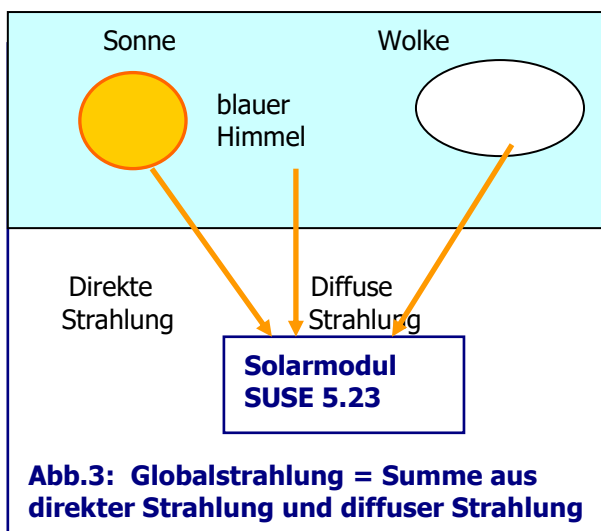 Sonne
Wolke
blauer
Himmel
Direkte
Strahlung
Diffuse
Strahlung
Solarmodul
SUSE 5.23
Abb.3: Globalstrahlung = Summe aus
direkter Strahlung und diffuser Strahlung